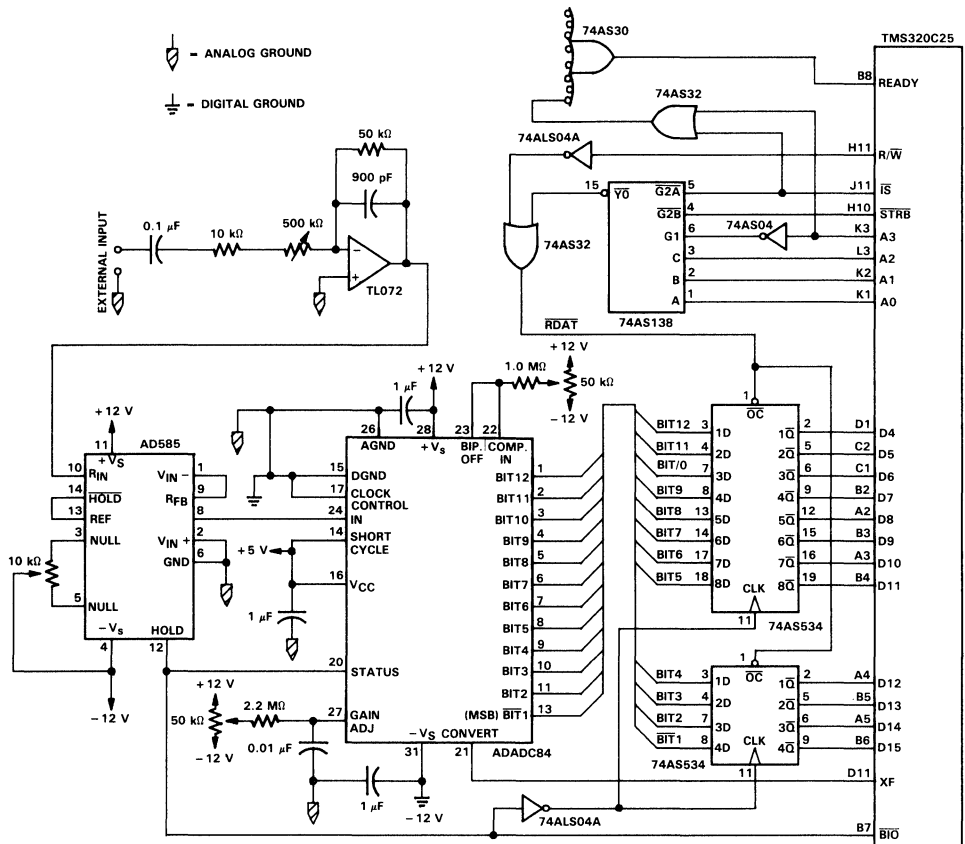 - ANALOG GROUND
- DIGITAL GROUND
74AS30
TMS320C25
B8 READY
74AS32
74ALS04A
H11 R/W̅
50 kΩ
900 pF
15 Y̅0̅
G̅2̅A̅ 5
J11 I̅S̅
G̅2̅B̅ 4
H10 S̅T̅R̅B̅
G1 6
74AS04
K3 A3
C 3
L3 A2
B 2
K2 A1
A 1
K1 A0
74AS32
74AS138
EXTERNAL INPUT
0.1 μF
10 kΩ
500 kΩ
−
+
TL072
R̅D̅A̅T̅
+12 V
1 μF
1.0 MΩ
+12 V
50 kΩ
−12 V
+12 V
11
+VS
AD585
10 RIN
VIN − 1
14 H̅O̅L̅D̅
RFB 9
13 REF
8
3 NULL
VIN + 2
GND 6
10 kΩ
5 NULL
−VS HOLD
4 12
−12 V
26 28 23 22
AGND +VS BIP. OFF COMP. IN
15 DGND
17 CLOCK CONTROL
24 IN
14 SHORT CYCLE
+5 V
16 VCC
1 μF
20 STATUS
+12 V
50 kΩ
2.2 MΩ
−12 V
27 GAIN ADJ
0.01 μF
1 μF
−VS CONVERT
31 21
−12 V
ADADC84
BIT12 1
BIT11 2
BIT10 3
BIT9 4
BIT8 5
BIT7 6
BIT6 7
BIT5 8
BIT4 9
BIT3 10
BIT2 11
(MSB) B̅I̅T̅1 13
1
O̅C̅
BIT12 3 1D 1Q̅ 2 D1 D4
BIT11 4 2D 2Q̅ 5 C2 D5
BIT/0 7 3D 3Q̅ 6 C1 D6
BIT9 8 4D 4Q̅ 9 B2 D7
BIT8 13 5D 5Q̅ 12 A2 D8
BIT7 14 6D 6Q̅ 15 B3 D9
BIT6 17 7D 7Q̅ 16 A3 D10
BIT5 18 8D 8Q̅ 19 B4 D11
CLK
11
74AS534
1
O̅C̅
BIT4 3 1D 1Q̅ 2 A4 D12
BIT3 4 2D 2Q̅ 5 B5 D13
BIT2 7 3D 3Q̅ 6 A5 D14
B̅I̅T̅1 8 4D 4Q̅ 9 B6 D15
CLK
74AS534
11
D11 XF
74ALS04A
B7 B̅I̅O̅